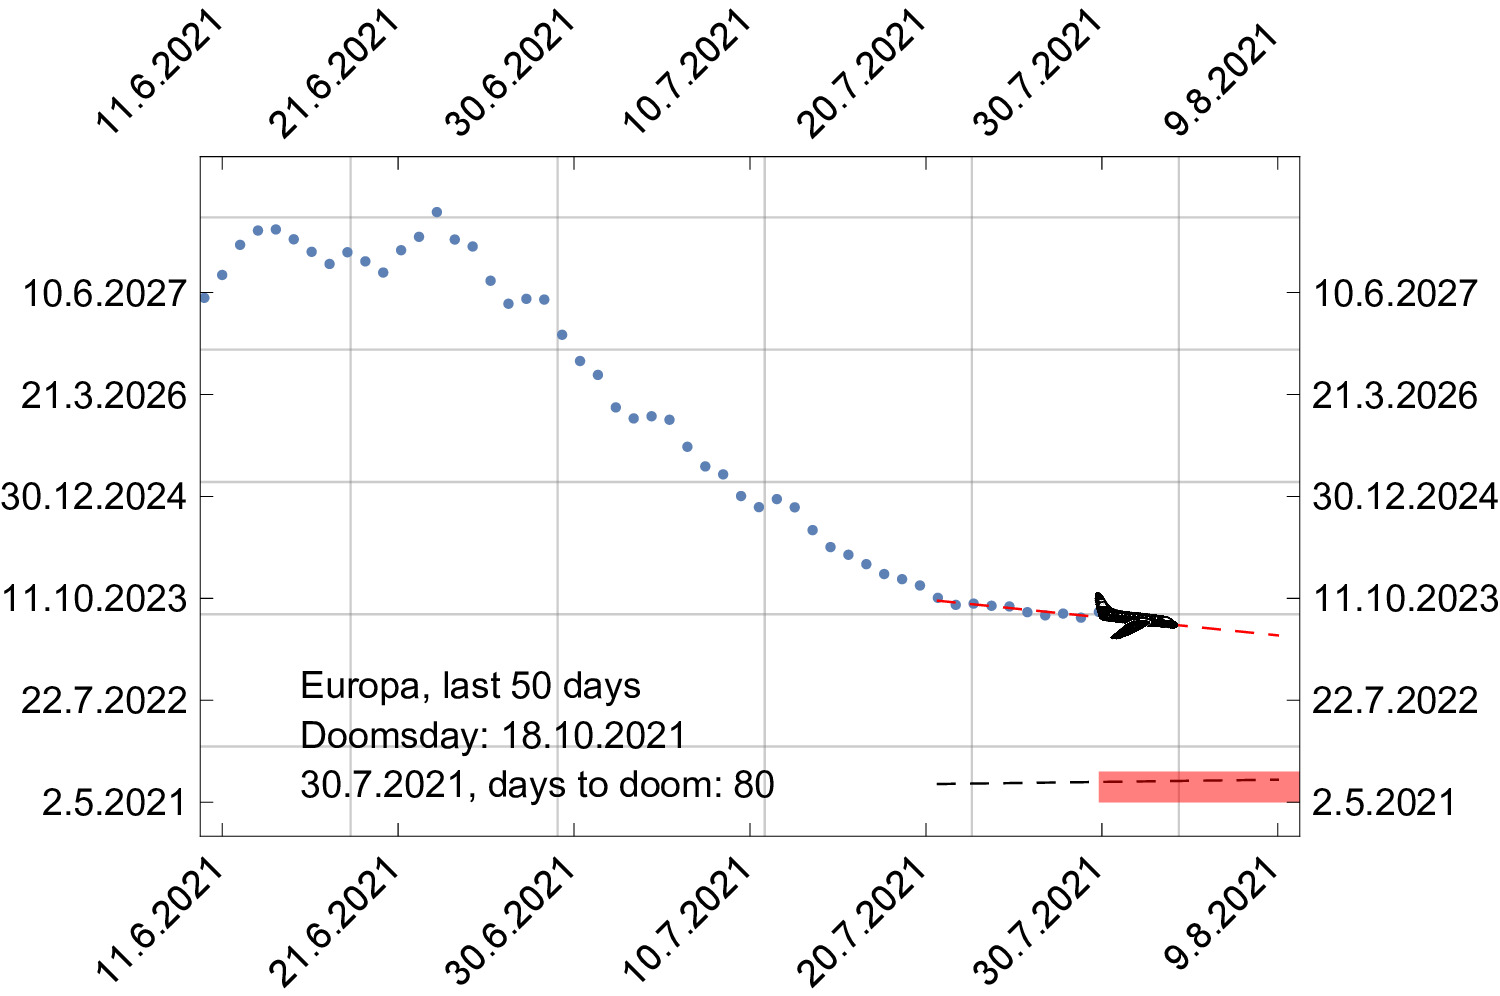 11.6.2021 21.6.2021 30.6.2021 10.7.2021 20.7.2021 30.7.2021 9.8.2021
10.6.2027 10.6.2027
21.3.2026 21.3.2026
30.12.2024 30.12.2024
11.10.2023 11.10.2023
Europa, last 50 days
22.7.2022 22.7.2022
Doomsday: 18.10.2021
30.7.2021, days to doom: 80
2.5.2021 2.5.2021
11.6.2021 21.6.2021 30.6.2021 10.7.2021 20.7.2021 30.7.2021 9.8.2021